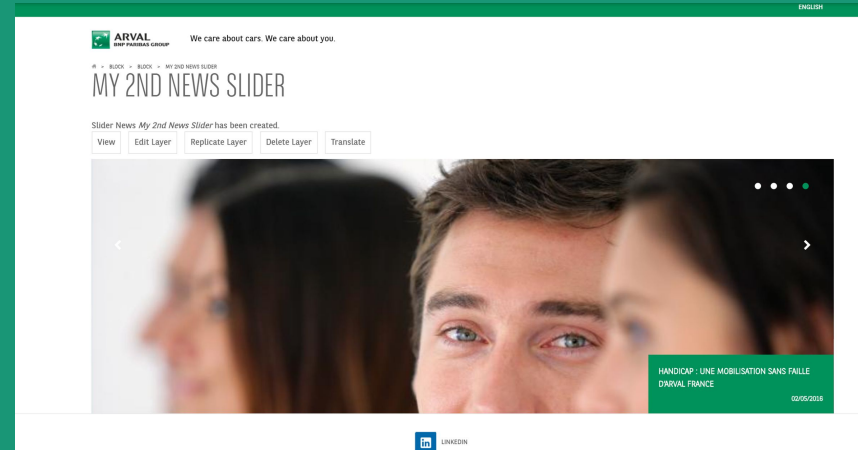 ENGLISH
ARVAL
BNP PARIBAS GROUP
We care about cars. We care about you.
» BLOCK » BLOCK » MY 2ND NEWS SLIDER
MY 2ND NEWS SLIDER
Slider News My 2nd News Slider has been created.
View Edit Layer Replicate Layer Delete Layer Translate
HANDICAP : UNE MOBILISATION SANS FAILLE
D'ARVAL FRANCE
02/05/2016
in LINKEDIN